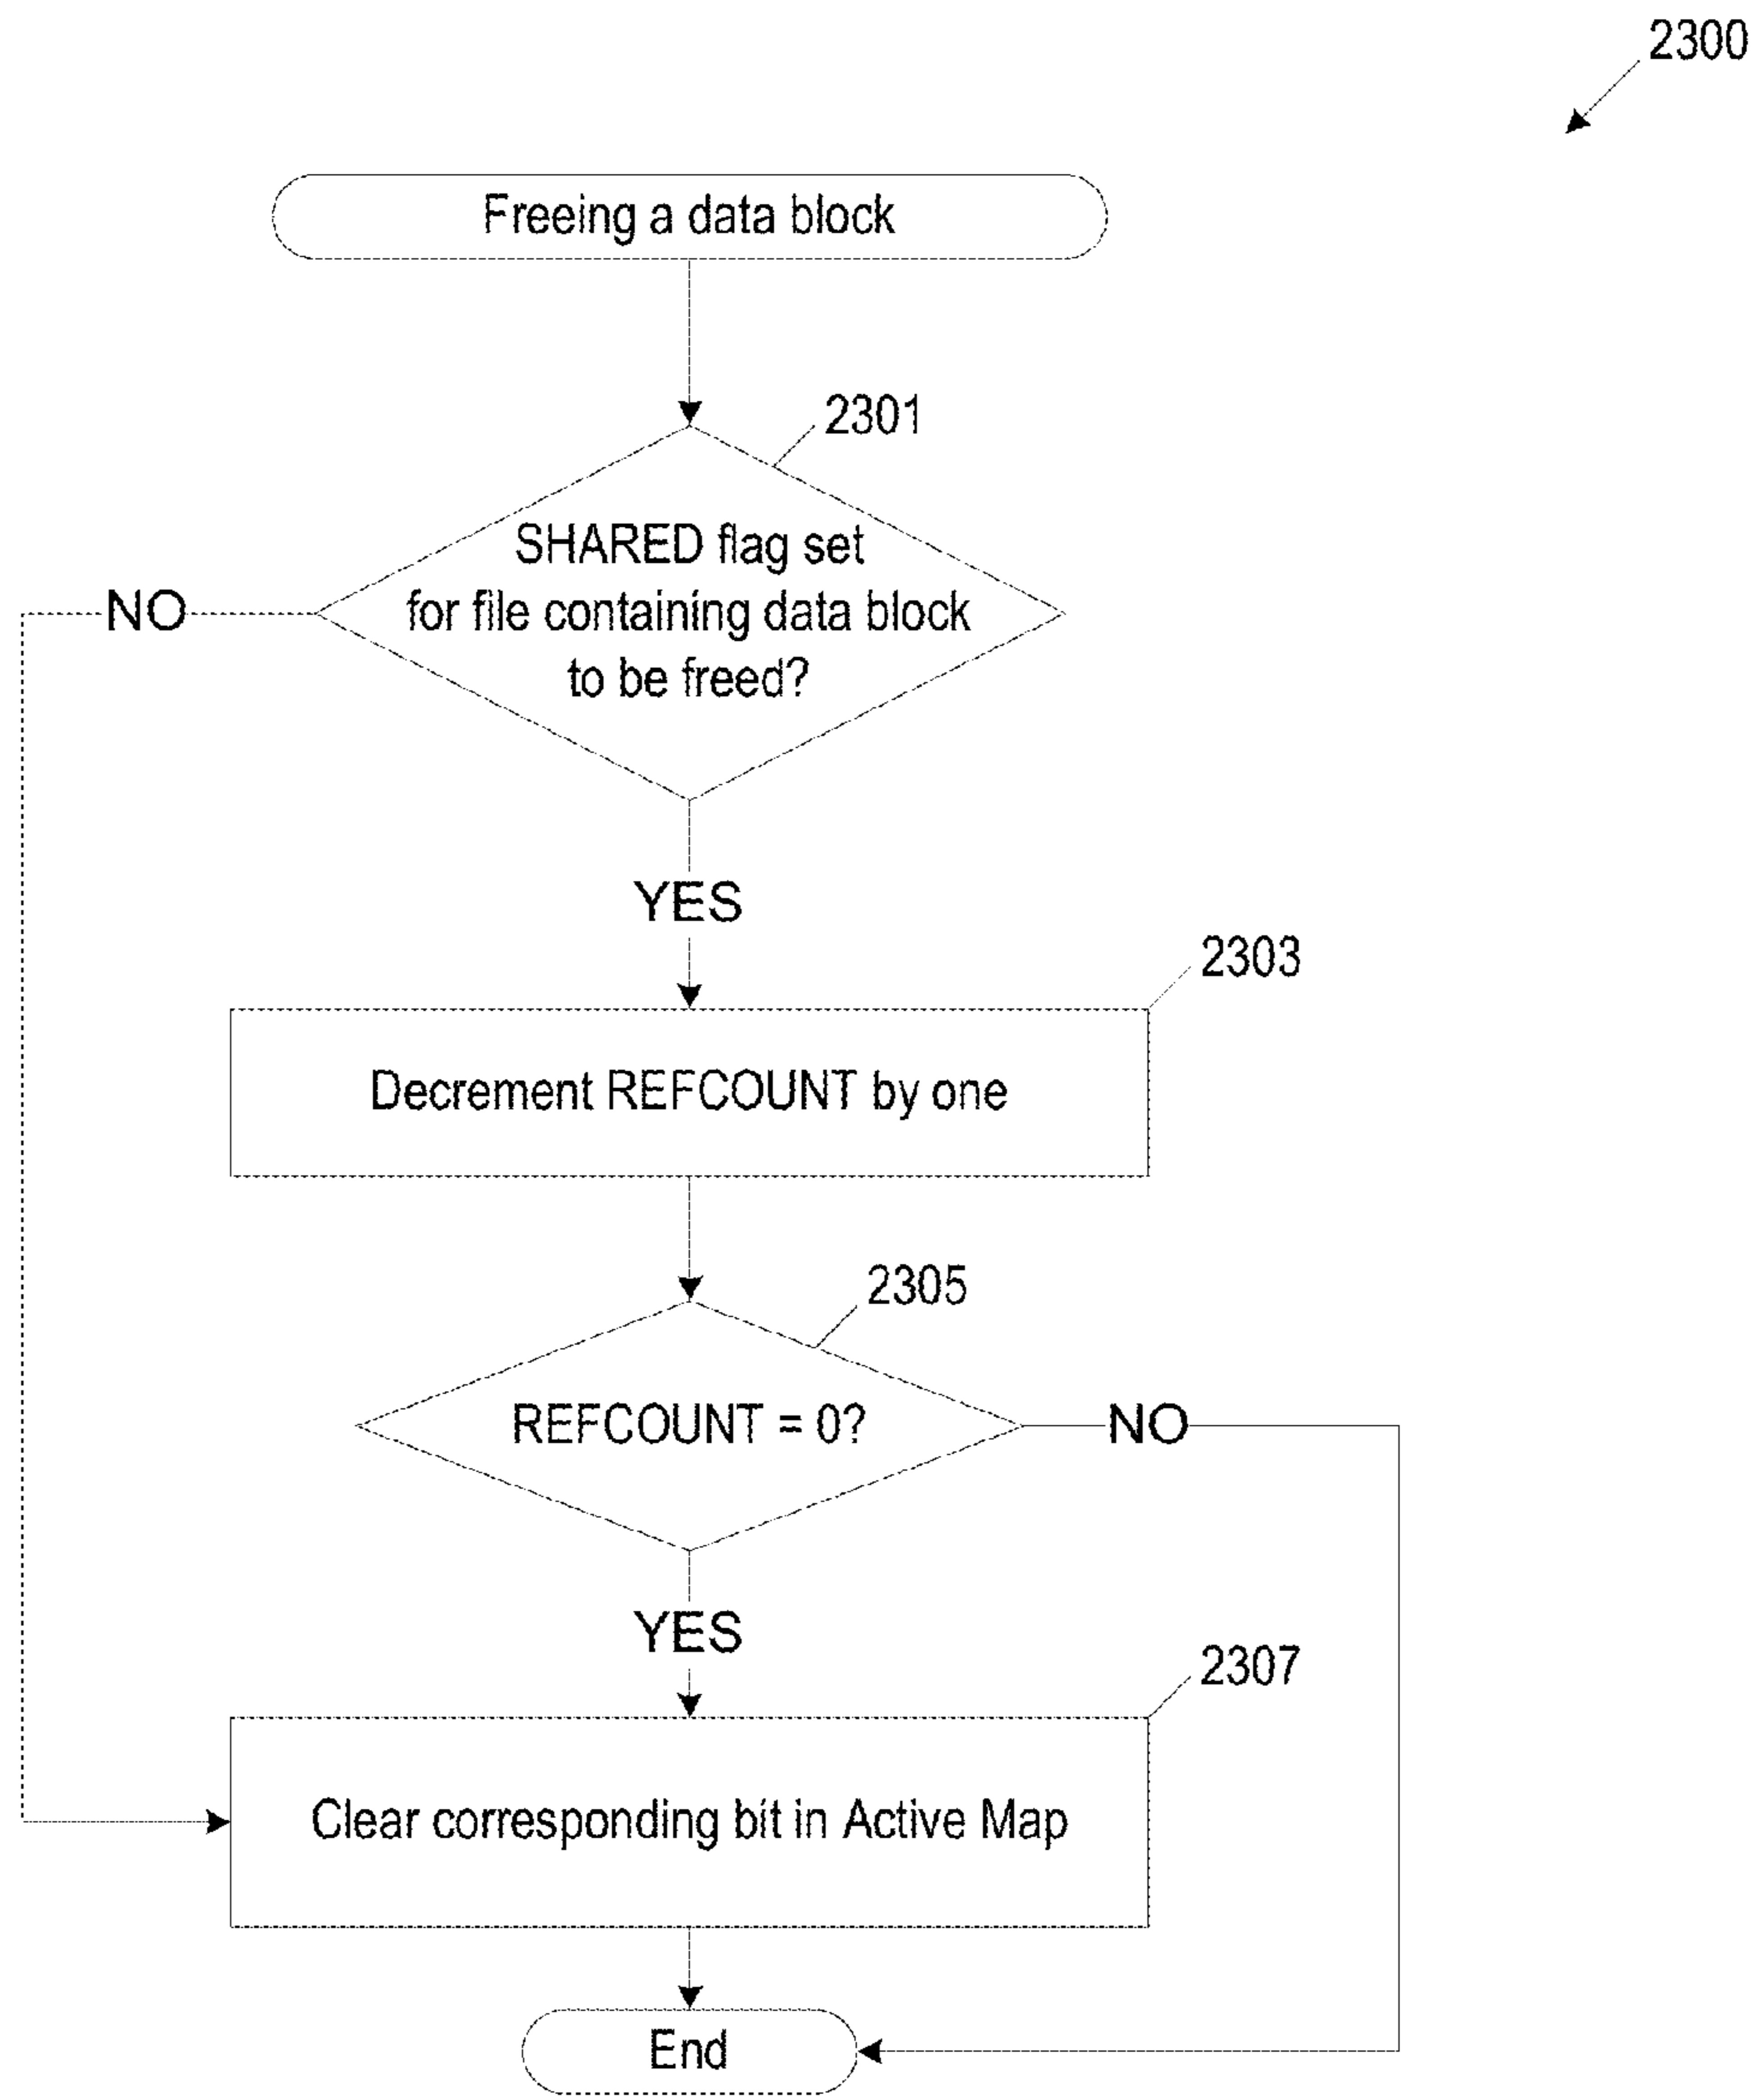 2300
Freeing a data block
2301
SHARED flag set
for file containing data block
to be freed?
NO
YES
2303
Decrement REFCOUNT by one
2305
REFCOUNT = 0?
NO
YES
2307
Clear corresponding bit in Active Map
End